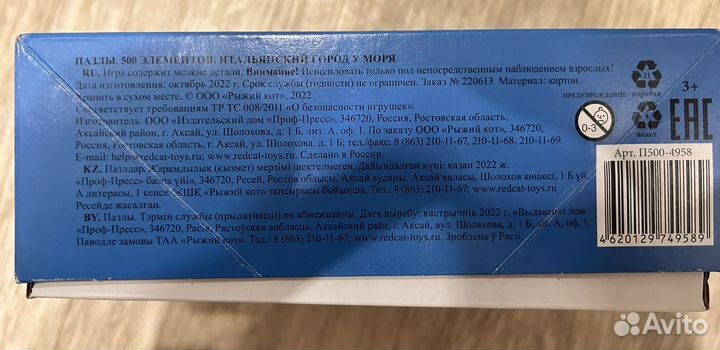 ПАЗЛЫ. 500 ЭЛЕМЕНТОВ. ИТАЛЬЯНСКИЙ ГОРОД У МОРЯ
RU. Игра содержит мелкие детали. Внимание! Использовать только под непосредственным наблюдением взрослых!
Дата изготовления: октябрь 2022 г. Срок службы (годности) не ограничен. Заказ № 220613. Материал: картон.
Хранить в сухом месте. © ООО «Рыжий кот», 2022
Соответствует требованиям ТР ТС 008/2011 «О безопасности игрушек».
Изготовитель: ООО «Издательский дом «Проф-Пресс», 346720, Россия, Ростовская область,
Аксайский район, г. Аксай, ул. Шолохова, д. 1 Б, лит. А, оф. 1. По заказу ООО «Рыжий кот», 346720,
г. Аксай, ул. Шолохова, д. 1 Б; тел./факс: 8 (863) 210-11-67, 210-11-68, 210-11-69.
E-mail: help@redcat-toys.ru, www.redcat-toys.ru. Сделано в России.
KZ. Паздлар. Жарамдылық (қызмет) мерзімі шектелмеген. Дайындалған күні: қазан 2022 ж.
«Проф-Пресс» баспа үйі», 346720, Ресей, Ростов облысы, Аксай ауданы, Аксай қаласы, Шолохов көшесі, 1 Б үй,
А литерасы, 1 кеңсе. ЖШҚ "Рыжий кот" тапсырысы бойынша. Тел.: 8 (863) 210-11-67; www.redcat-toys.ru
Ресейде жасалған.
BY. Пазлы. Тэрмін службы (прыдатнасці) не абмежаваны. Дата вырабу: кастрычнік 2022 г. «Выдавецкі дом
«Проф-Пресс», 346720, Расія, Растоўская вобласць, Аксайскі раён, г. Аксай, вул. Шолахава, д. 1 Б, літ. А, оф. 1.
Паводле замовы ТАА «Рыжий кот». Тэл.: 8 (863) 210-11-67; www.redcat-toys.ru. Зроблена ў Расіі.
ПРЕДУПРЕЖДЕНИЕ
0-3
21
коробка
пакет
3+
EAC
Арт. П500-4958
4 620129 749589
Avito